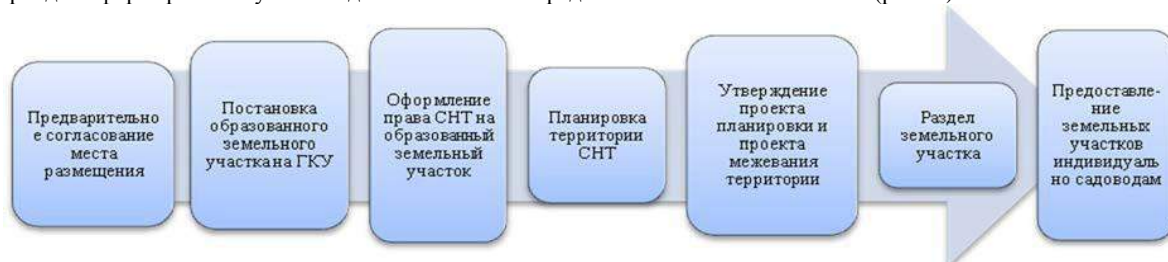 Предварительно
е согласование
места
размещения
Постановка
образованного
земельного
участка на ГКУ
Оформление
права СНТ на
образованный
земельный
участок
Планировка
территории
СНТ
Утверждение
проекта
планировки и
проекта
межевания
территории
Раздел
земельного
участка
Предоставле-
ние
земельных
участков
индивидуаль
но садоводам